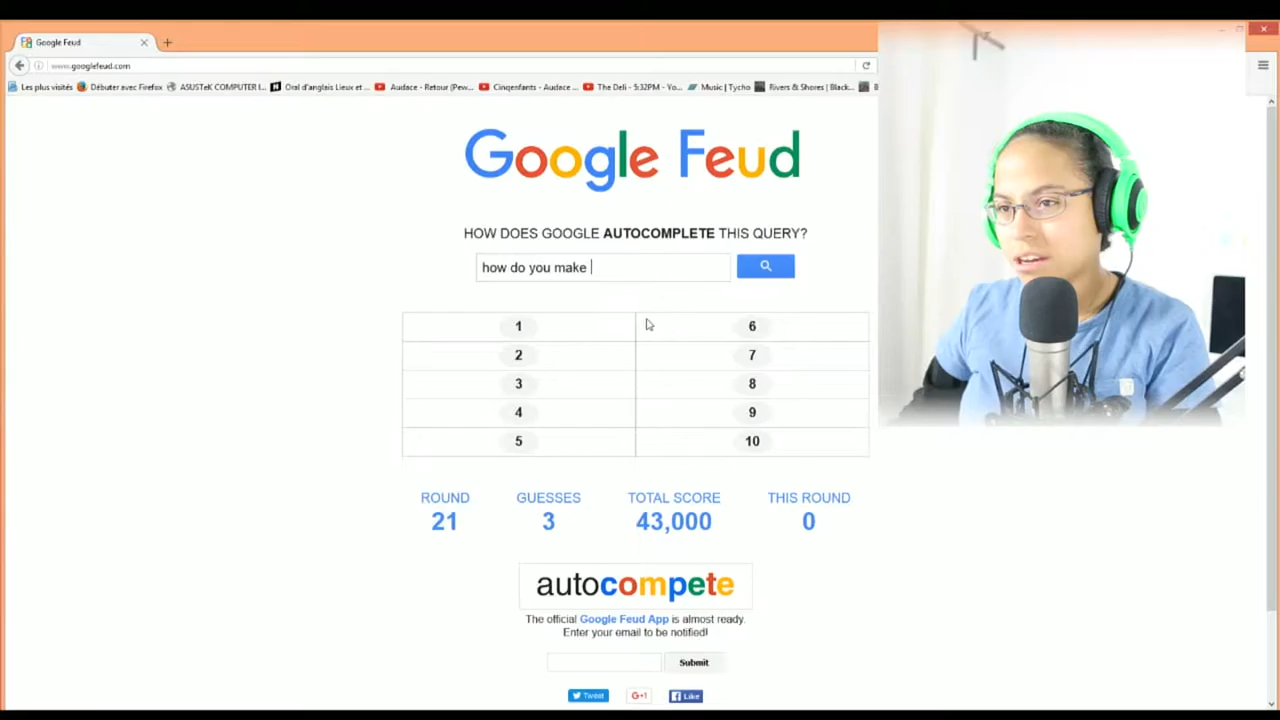 Google Feud
www.googlefeud.com
Les plus visités Débuter avec Firefox ASUSTeK COMPUTER I... Oral d'anglais Lieux et ... Audace - Retour (Pew... Cinqenfants - Audace ... The Deli - 5:32PM - Yo... Music | Tycho Rivers & Shores | Black...
Google Feud
HOW DOES GOOGLE AUTOCOMPLETE THIS QUERY?
how do you make
1 6
2 7
3 8
4 9
5 10
ROUND GUESSES TOTAL SCORE THIS ROUND
21 3 43,000 0
autocompete
The official Google Feud App is almost ready.
Enter your email to be notified!
Submit
Tweet G+1 Like